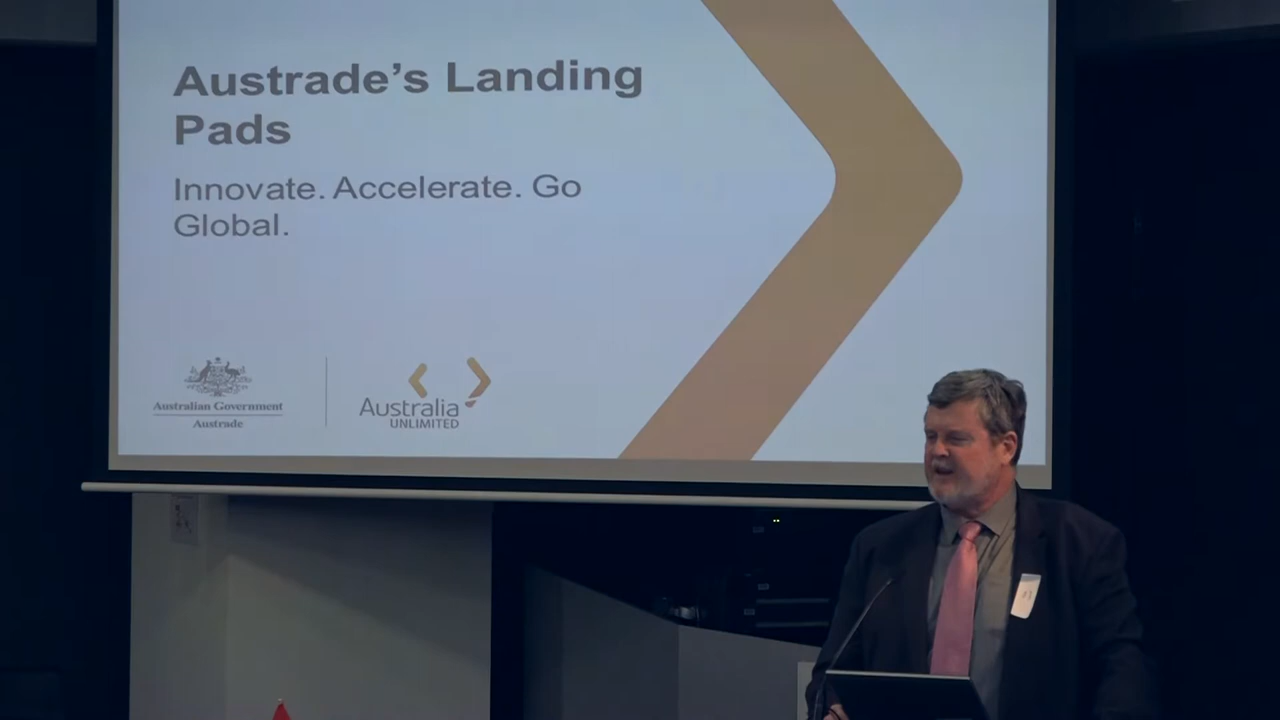 Austrade’s Landing
Pads
Innovate. Accelerate. Go
Global.
Australian Government
Austrade
Australia
UNLIMITED